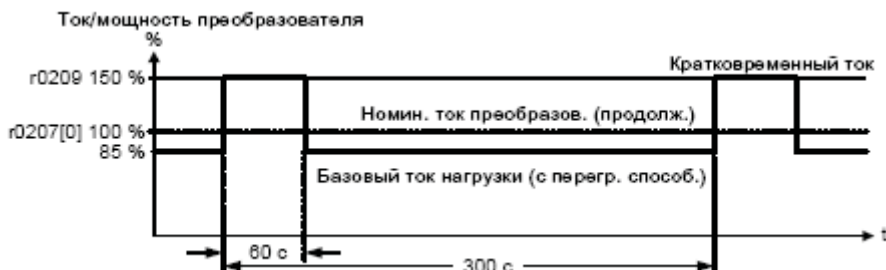 Ток/мощность преобразователя
%
Кратковременный ток
r0209 150 %
Номин. ток преобразов. (продолж.)
r0207[0] 100 %
85 %
Базовый ток нагрузки (с перегр. способ.)
t
60 с
300 с